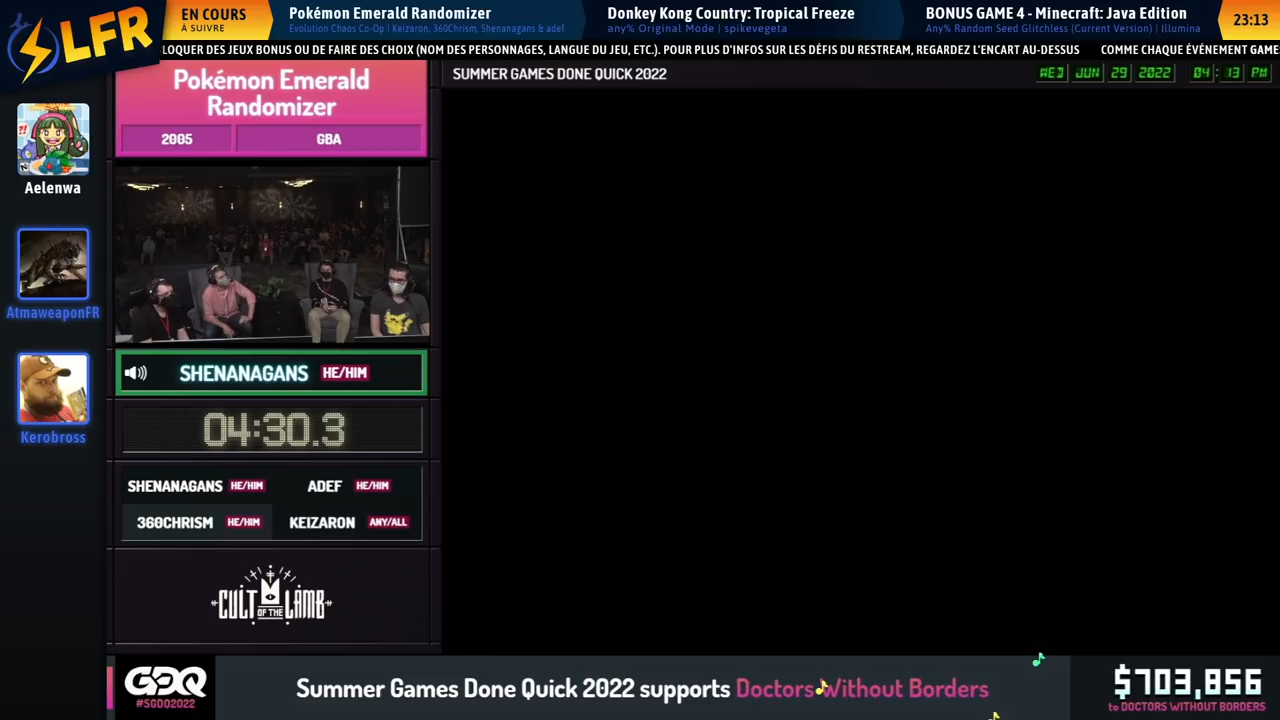 LFR
EN COURS
À SUIVRE
Pokémon Emerald Randomizer
Evolution Chaos Co-Op | Keizaron, 360Chrism, Shenanagans & ade!
Donkey Kong Country: Tropical Freeze
any% Original Mode | spikevegeta
BONUS GAME 4 - Minecraft: Java Edition
Any% Random Seed Glitchless (Current Version) | Illumina
23:13
LOQUER DES JEUX BONUS OU DE FAIRE DES CHOIX (NOM DES PERSONNAGES, LANGUE DU JEU, ETC.). POUR PLUS D'INFOS SUR LES DÉFIS DU RESTREAM, REGARDEZ L'ENCART AU-DESSUS
COMME CHAQUE ÉVÉNEMENT GAME
Pokémon Emerald
Randomizer
2005
GBA
SUMMER GAMES DONE QUICK 2022
WED JUN 29 2022 04:13 PM
Aelenwa
AtmaweaponFR
Kerobross
SHENANAGANS HE/HIM
04:30.3
SHENANAGANS HE/HIM
ADEF HE/HIM
360CHRISM HE/HIM
KEIZARON ANY/ALL
CULT OF THE LAMB
GDQ
#SGDQ2022
Summer Games Done Quick 2022 supports Doctors Without Borders
$703,856
to DOCTORS WITHOUT BORDERS